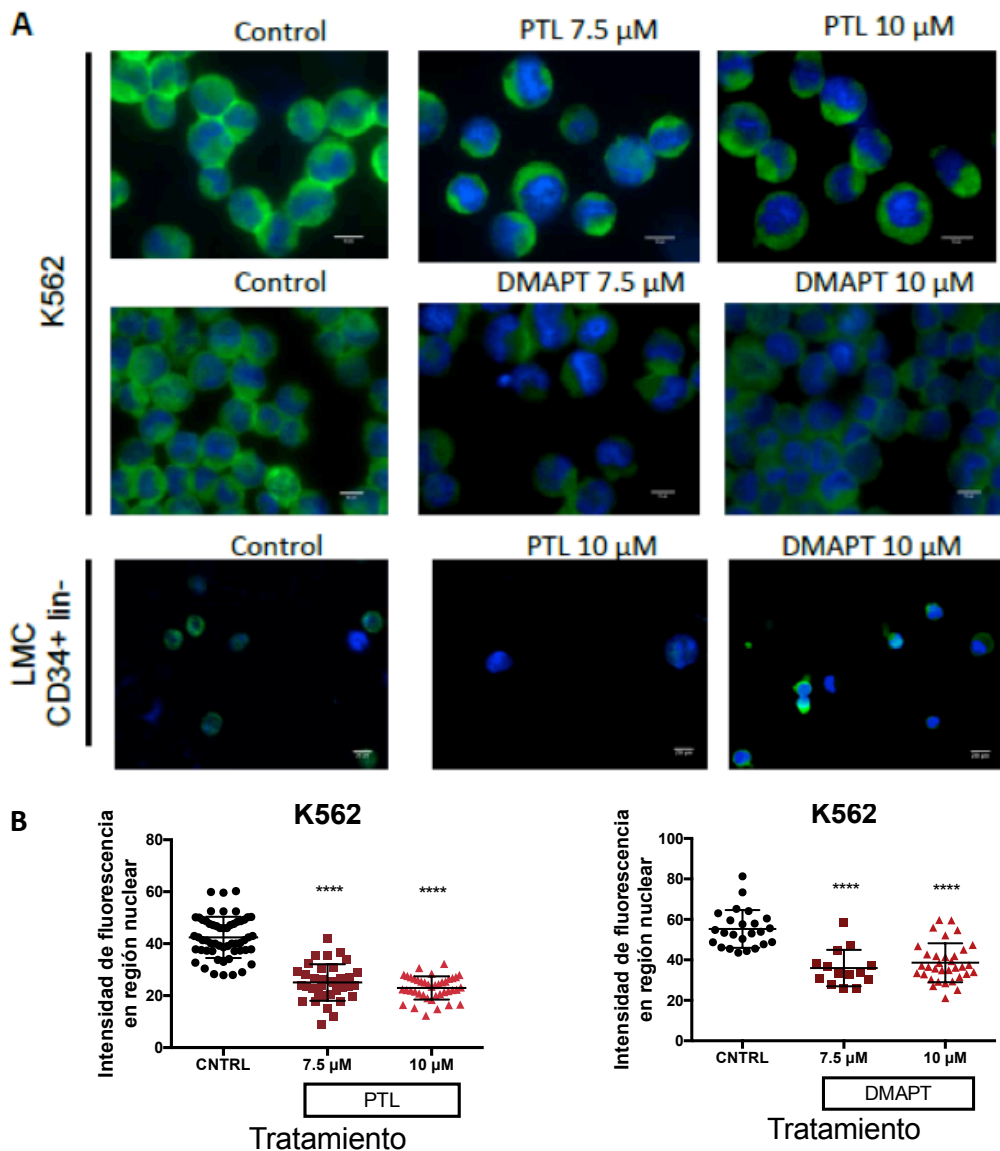 A
Control
PTL 7.5 µM
PTL 10 µM
K562
Control
DMAPT 7.5 µM
DMAPT 10 µM
LMC
CD34+ lin-
Control
PTL 10 µM
DMAPT 10 µM
B
K562
Intensidad de fluorescencia
en región nuclear
80
60
40
20
0
****
****
CNTRL
7.5 µM
10 µM
PTL
Tratamiento
K562
Intensidad de fluorescencia
en región nuclear
100
80
60
40
20
0
****
****
CNTRL
7.5 µM
10 µM
DMAPT
Tratamiento